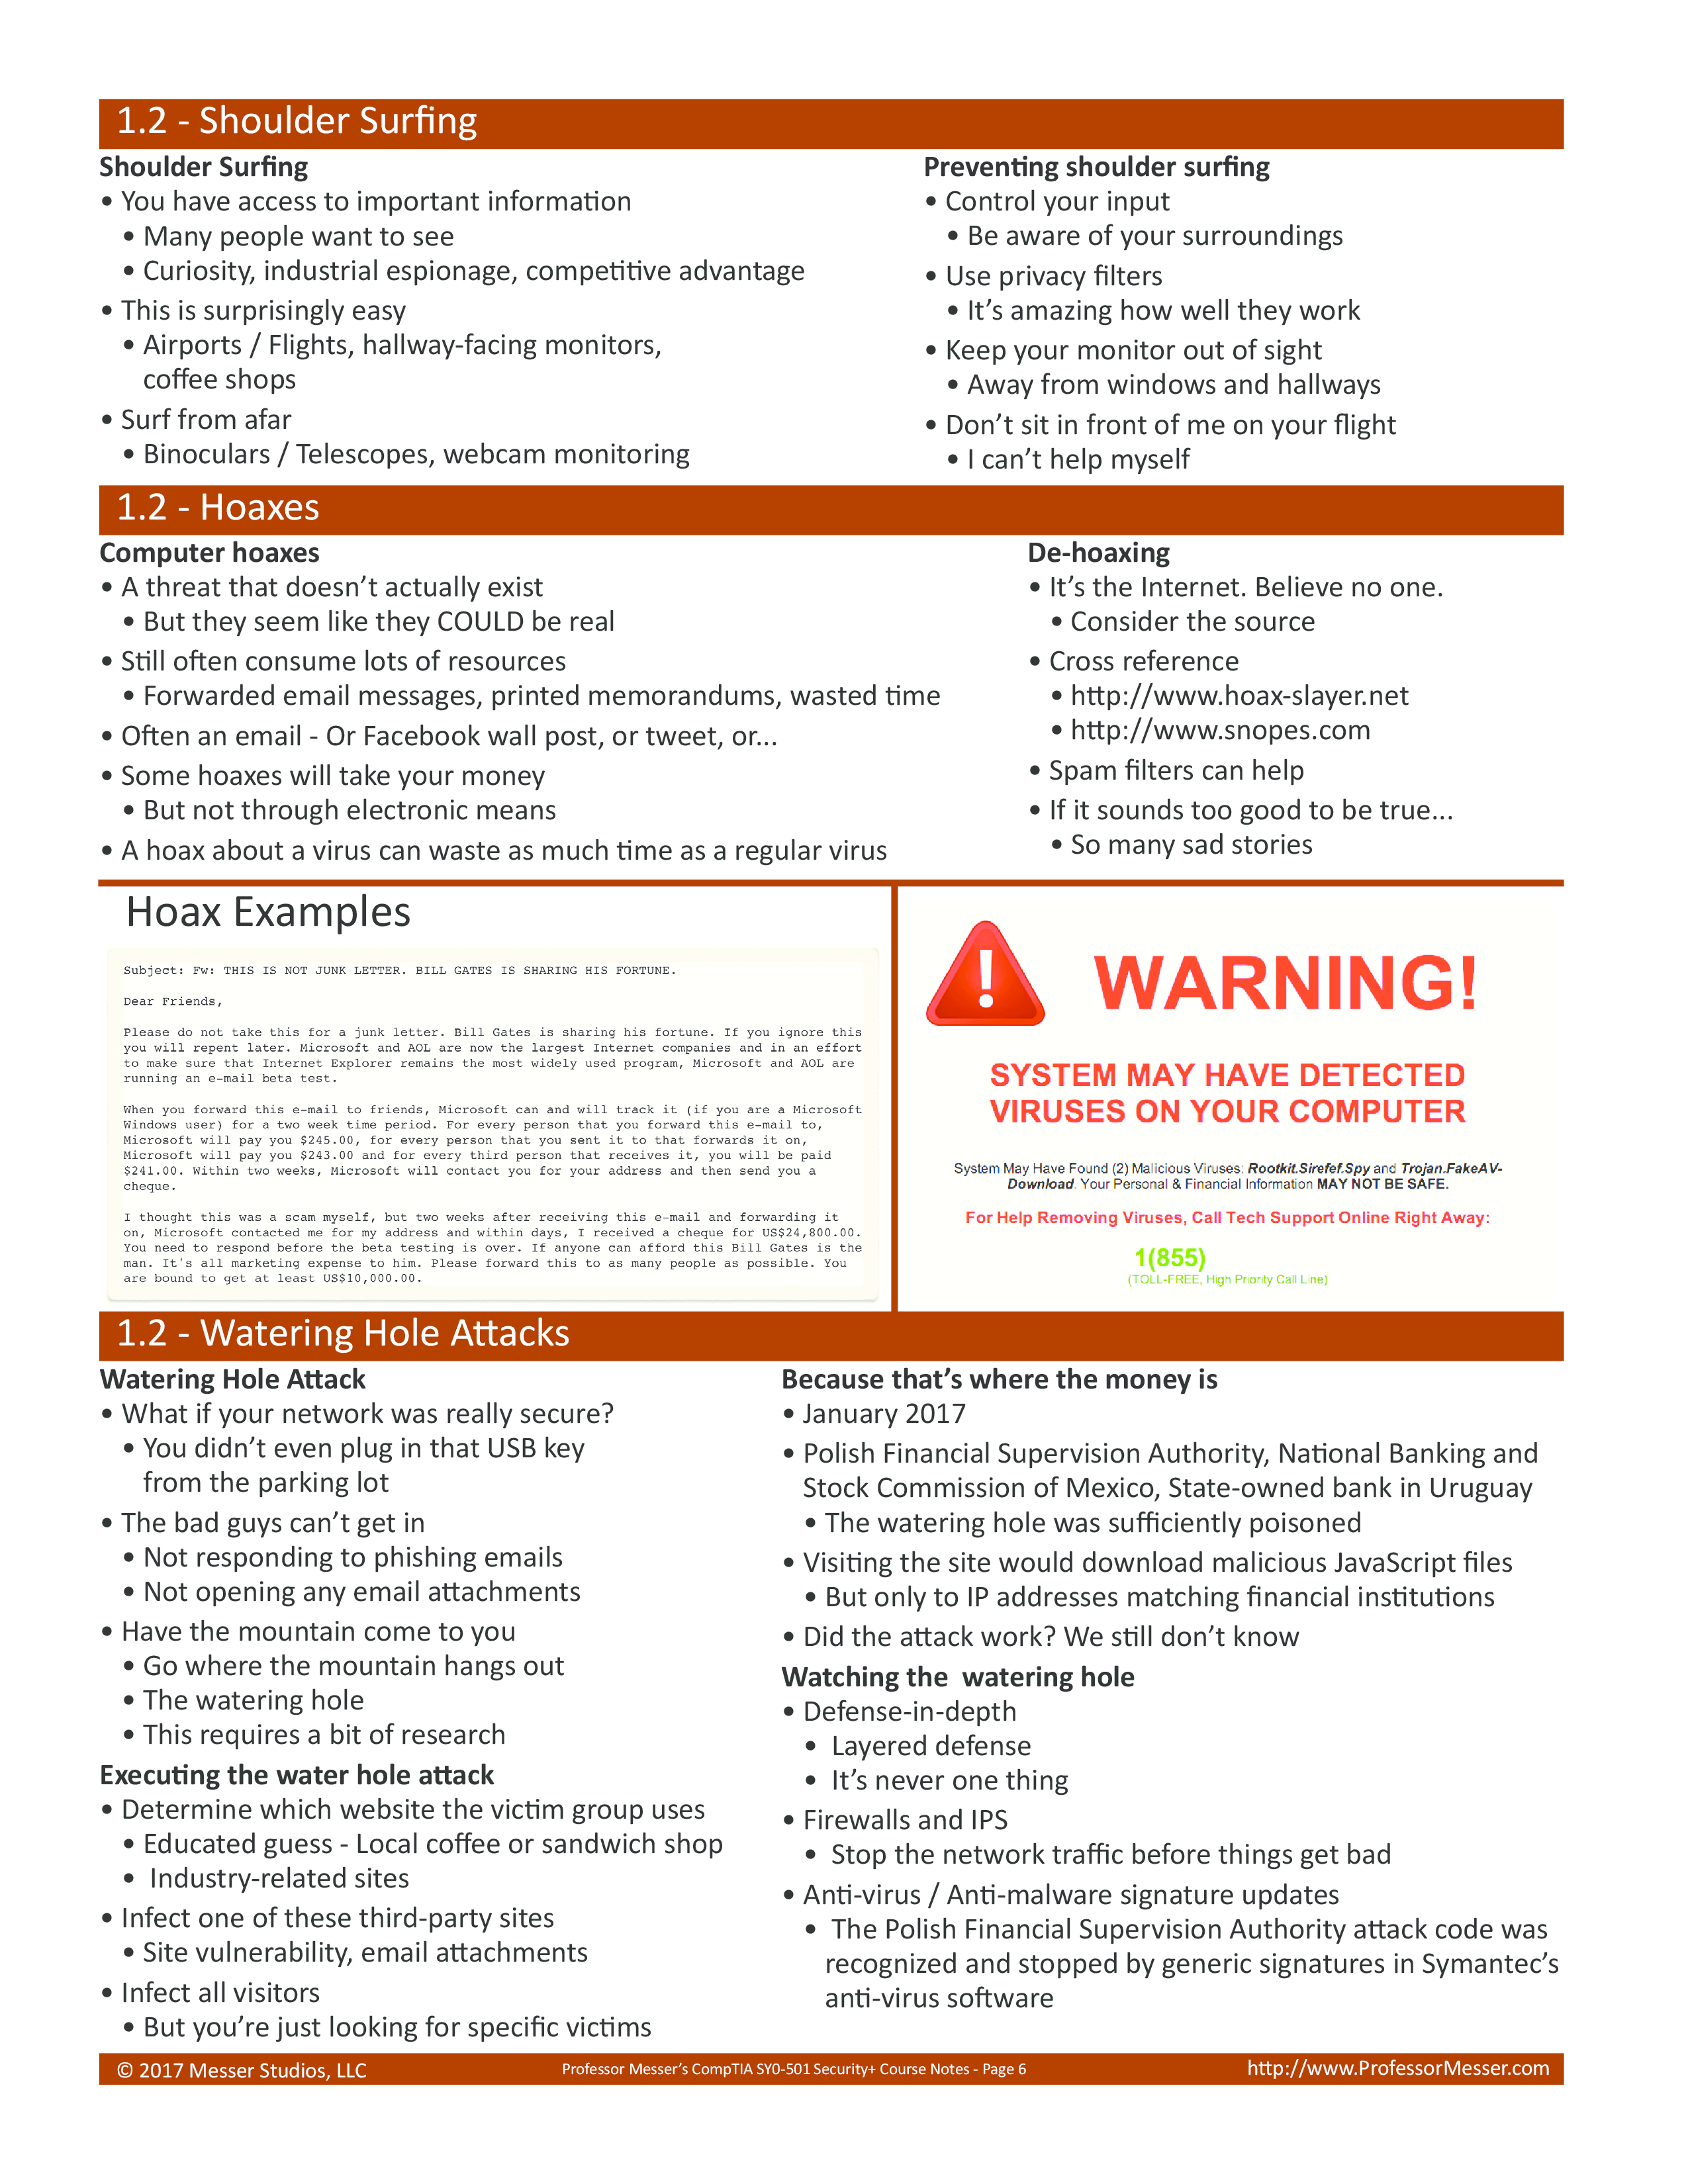 1.2 - Shoulder Surfing
Shoulder Surfing
• You have access to important information
• Many people want to see
• Curiosity, industrial espionage, competitive advantage
• This is surprisingly easy
• Airports / Flights, hallway-facing monitors,
coffee shops
• Surf from afar
• Binoculars / Telescopes, webcam monitoring
Preventing shoulder surfing
• Control your input
• Be aware of your surroundings
• Use privacy filters
• It’s amazing how well they work
• Keep your monitor out of sight
• Away from windows and hallways
• Don’t sit in front of me on your flight
• I can’t help myself
1.2 - Hoaxes
Computer hoaxes
• A threat that doesn’t actually exist
• But they seem like they COULD be real
• Still often consume lots of resources
• Forwarded email messages, printed memorandums, wasted time
• Often an email - Or Facebook wall post, or tweet, or...
• Some hoaxes will take your money
• But not through electronic means
• A hoax about a virus can waste as much time as a regular virus
De-hoaxing
• It’s the Internet. Believe no one.
• Consider the source
• Cross reference
• http://www.hoax-slayer.net
• http://www.snopes.com
• Spam filters can help
• If it sounds too good to be true...
• So many sad stories
Hoax Examples
Subject: Fw: THIS IS NOT JUNK LETTER. BILL GATES IS SHARING HIS FORTUNE.
Dear Friends,
Please do not take this for a junk letter. Bill Gates is sharing his fortune. If you ignore this
you will repent later. Microsoft and AOL are now the largest Internet companies and in an effort
to make sure that Internet Explorer remains the most widely used program, Microsoft and AOL are
running an e-mail beta test.
When you forward this e-mail to friends, Microsoft can and will track it (if you are a Microsoft
Windows user) for a two week time period. For every person that you forward this e-mail to,
Microsoft will pay you $245.00, for every person that you sent it to that forwards it on,
Microsoft will pay you $243.00 and for every third person that receives it, you will be paid
$241.00. Within two weeks, Microsoft will contact you for your address and then send you a
cheque.
I thought this was a scam myself, but two weeks after receiving this e-mail and forwarding it
on, Microsoft contacted me for my address and within days, I received a cheque for US$24,800.00.
You need to respond before the beta testing is over. If anyone can afford this Bill Gates is the
man. It's all marketing expense to him. Please forward this to as many people as possible. You
are bound to get at least US$10,000.00.
WARNING!
SYSTEM MAY HAVE DETECTED
VIRUSES ON YOUR COMPUTER
System May Have Found (2) Malicious Viruses: Rootkit.Sirefef.Spy and Trojan.FakeAV-
Download. Your Personal & Financial Information MAY NOT BE SAFE.
For Help Removing Viruses, Call Tech Support Online Right Away:
1(855)
(TOLL-FREE, High Priority Call Line)
1.2 - Watering Hole Attacks
Watering Hole Attack
• What if your network was really secure?
• You didn’t even plug in that USB key
from the parking lot
• The bad guys can’t get in
• Not responding to phishing emails
• Not opening any email attachments
• Have the mountain come to you
• Go where the mountain hangs out
• The watering hole
• This requires a bit of research
Executing the water hole attack
• Determine which website the victim group uses
• Educated guess - Local coffee or sandwich shop
• Industry-related sites
• Infect one of these third-party sites
• Site vulnerability, email attachments
• Infect all visitors
• But you’re just looking for specific victims
Because that’s where the money is
• January 2017
• Polish Financial Supervision Authority, National Banking and
Stock Commission of Mexico, State-owned bank in Uruguay
• The watering hole was sufficiently poisoned
• Visiting the site would download malicious JavaScript files
• But only to IP addresses matching financial institutions
• Did the attack work? We still don’t know
Watching the watering hole
• Defense-in-depth
• Layered defense
• It’s never one thing
• Firewalls and IPS
• Stop the network traffic before things get bad
• Anti-virus / Anti-malware signature updates
• The Polish Financial Supervision Authority attack code was
recognized and stopped by generic signatures in Symantec’s
anti-virus software
© 2017 Messer Studios, LLC
Professor Messer’s CompTIA SY0-501 Security+ Course Notes - Page 6
http://www.ProfessorMesser.com